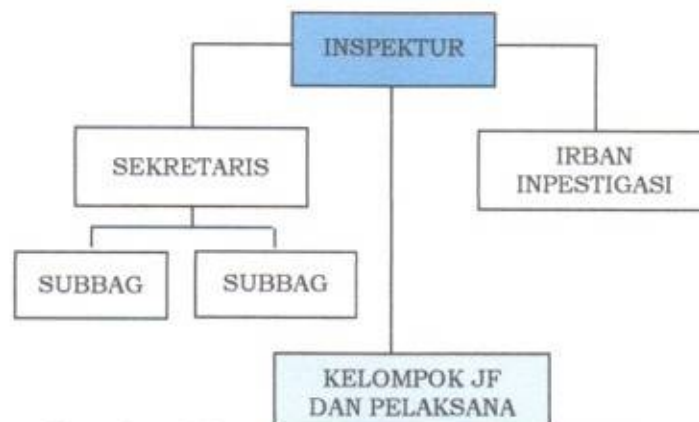 INSPEKTUR
SEKRETARIS
IRBAN
INPESTIGASI
SUBBAG
SUBBAG
KELOMPOK JF
DAN PELAKSANA